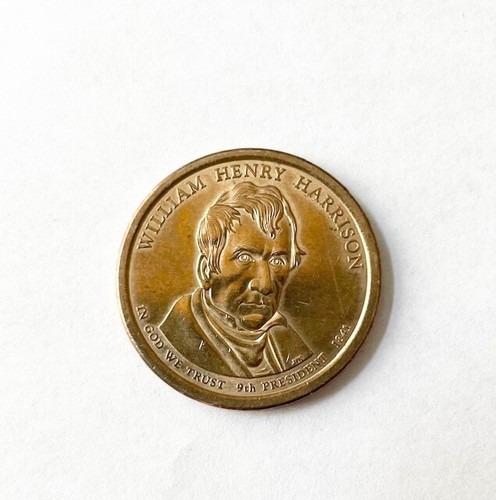 WILLIAM HENRY HARRISON
IN GOD WE TRUST 9th PRESIDENT 1841